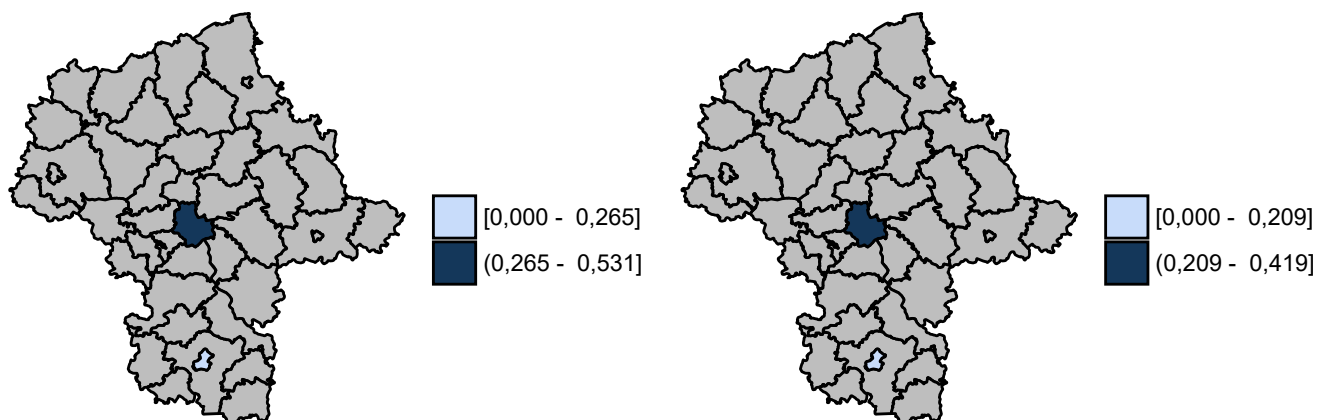 [0,000 - 0,265]
(0,265 - 0,531]
[0,000 - 0,209]
(0,209 - 0,419]